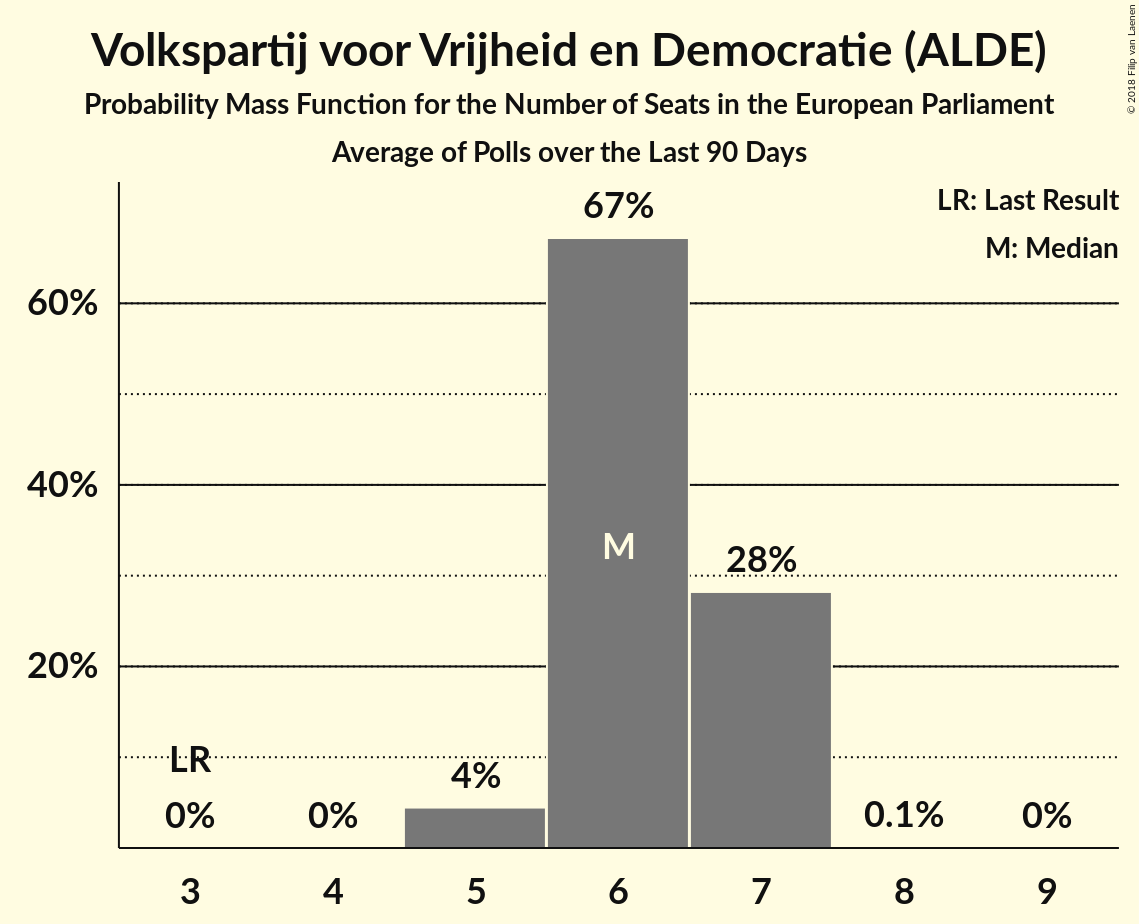 Volkspartij voor Vrijheid en Democratie (ALDE)
Probability Mass Function for the Number of Seats in the European Parliament
Average of Polls over the Last 90 Days
© 2018 Filip van Laenen
LR: Last Result
M: Median
67%
60%
40%
M
28%
20%
LR
4%
0%
0%
0.1%
0%
3 4 5 6 7 8 9